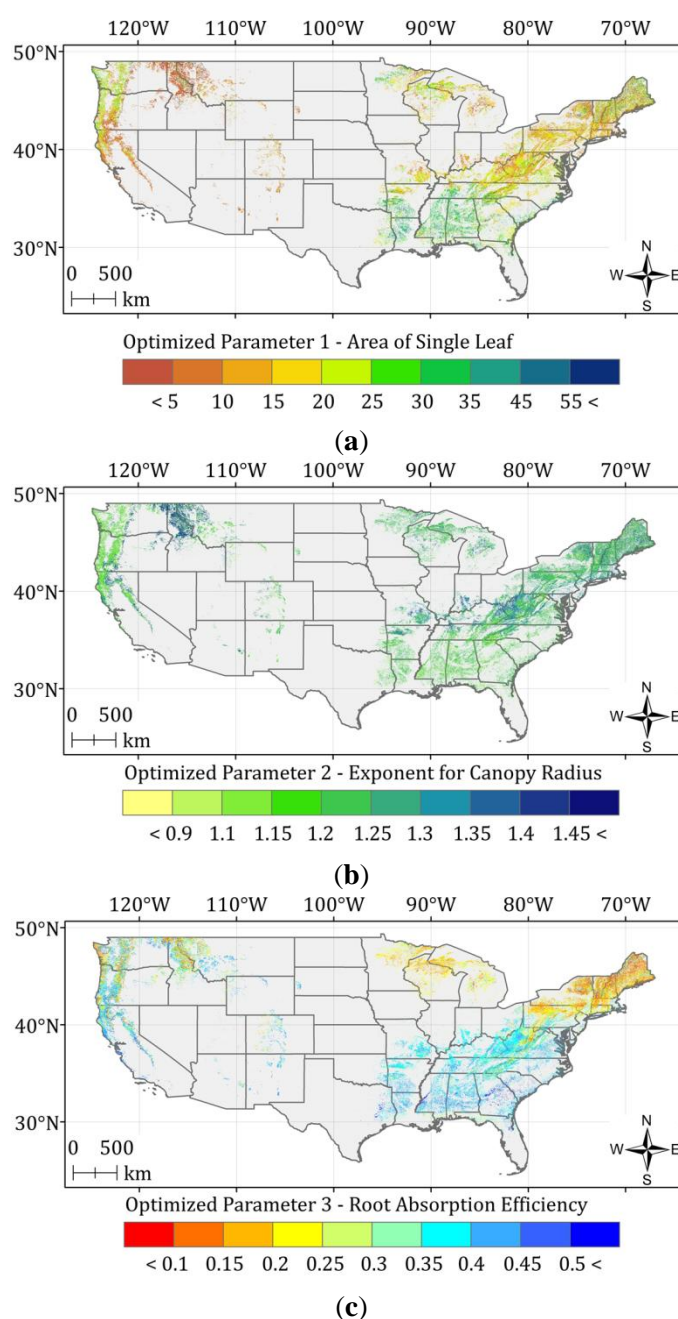 120°W 110°W 100°W 90°W 80°W 70°W
50°N
40°N
30°N
0 500
km
N
W E
S
Optimized Parameter 1 - Area of Single Leaf
< 5 10 15 20 25 30 35 45 55 <
(a)
120°W 110°W 100°W 90°W 80°W 70°W
50°N
40°N
30°N
0 500
km
N
W E
S
Optimized Parameter 2 - Exponent for Canopy Radius
< 0.9 1.1 1.15 1.2 1.25 1.3 1.35 1.4 1.45 <
(b)
120°W 110°W 100°W 90°W 80°W 70°W
50°N
40°N
30°N
0 500
km
N
W E
S
Optimized Parameter 3 - Root Absorption Efficiency
< 0.1 0.15 0.2 0.25 0.3 0.35 0.4 0.45 0.5 <
(c)